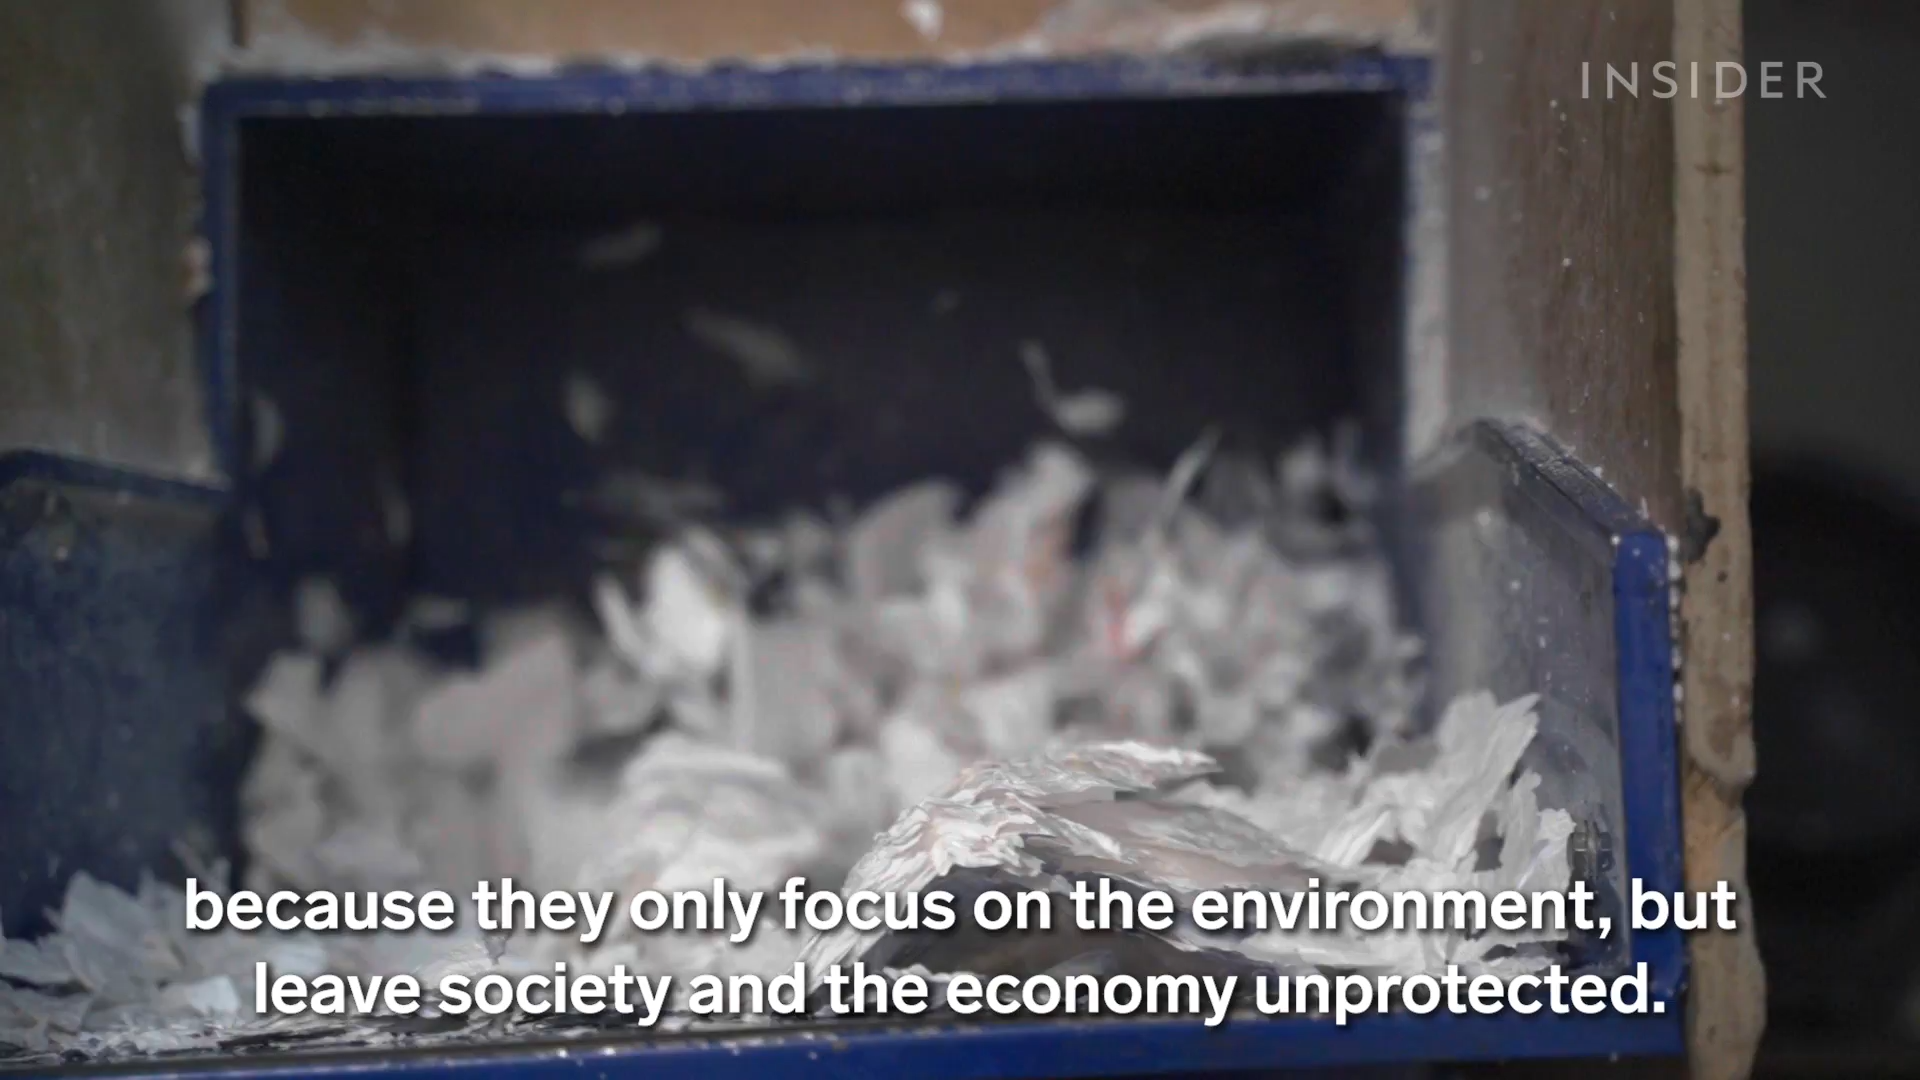 INSIDER
because they only focus on the environment, but
leave society and the economy unprotected.